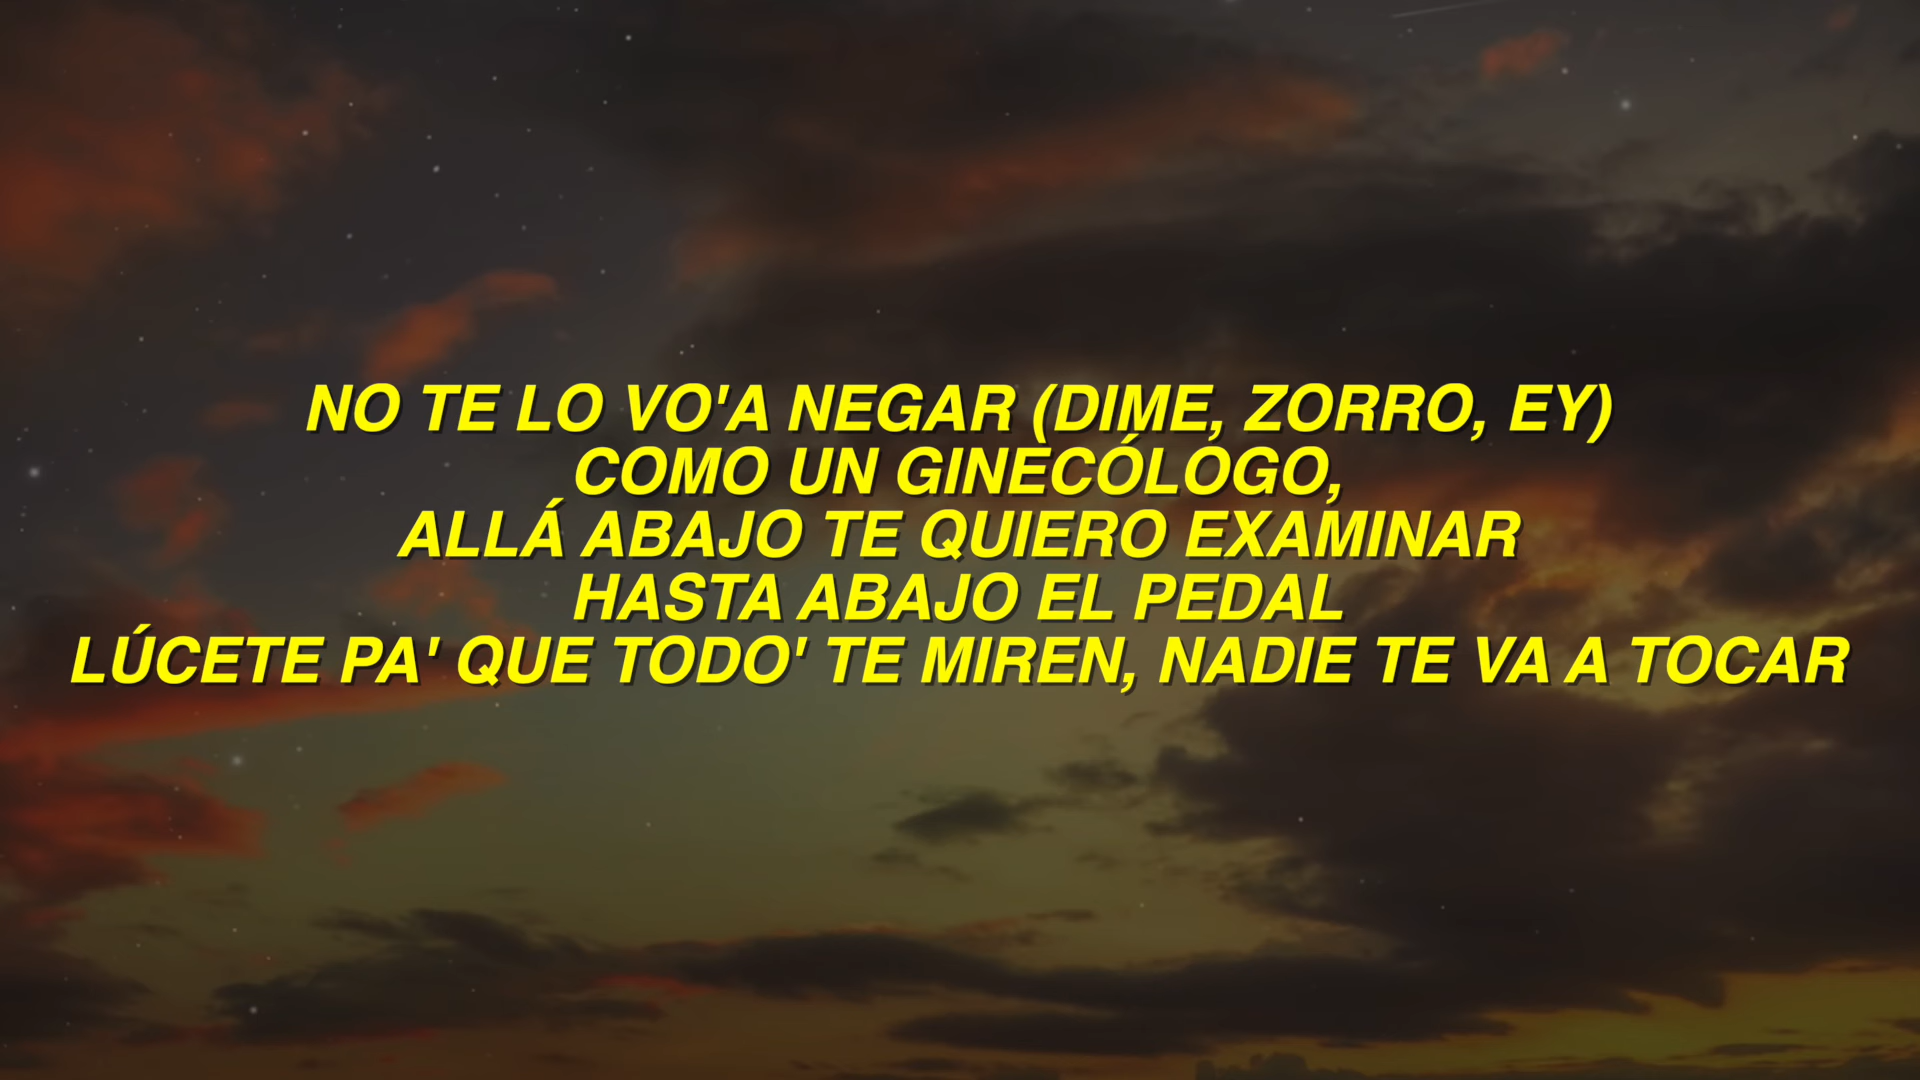 NO TE LO VO'A NEGAR (DIME, ZORRO, EY)
COMO UN GINECÓLOGO,
ALLÁ ABAJO TE QUIERO EXAMINAR
HASTA ABAJO EL PEDAL
LÚCETE PA' QUE TODO' TE MIREN, NADIE TE VA A TOCAR